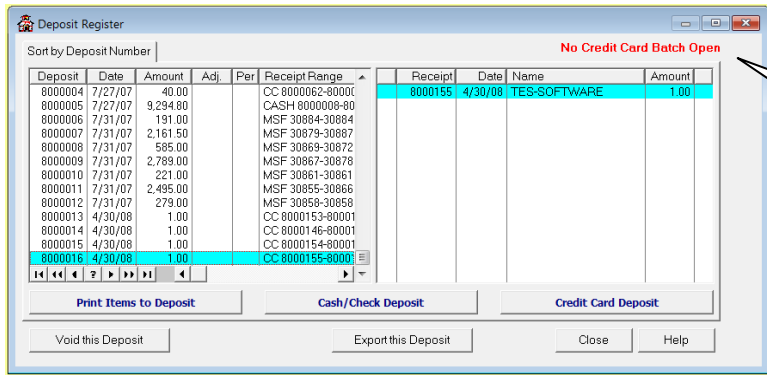 Deposit Register
Sort by Deposit Number
No Credit Card Batch Open
Deposit Date Amount Adj. Per Receipt Range
8000004 7/27/07 40.00 CC 8000062-8000(
8000005 7/27/07 9,294.80 CASH 8000008-80
8000006 7/31/07 191.00 MSF 30884-30884
8000007 7/31/07 2,161.50 MSF 30879-30887
8000008 7/31/07 585.00 MSF 30869-30872
8000009 7/31/07 2,789.00 MSF 30867-30878
8000010 7/31/07 221.00 MSF 30861-30861
8000011 7/31/07 2,495.00 MSF 30855-30866
8000012 7/31/07 279.00 MSF 30858-30858
8000013 4/30/08 1.00 CC 8000153-80001
8000014 4/30/08 1.00 CC 8000146-80001
8000015 4/30/08 1.00 CC 8000154-80001
8000016 4/30/08 1.00 CC 8000155-8000
Receipt Date Name Amount
8000155 4/30/08 TES-SOFTWARE 1.00
Print Items to Deposit Cash/Check Deposit Credit Card Deposit
Void this Deposit Export this Deposit Close Help